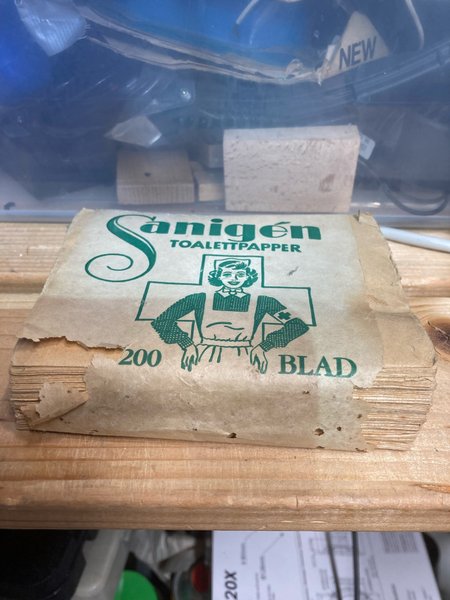 NEW
Sanigén
TOALETTPAPPER
200 BLAD
20X